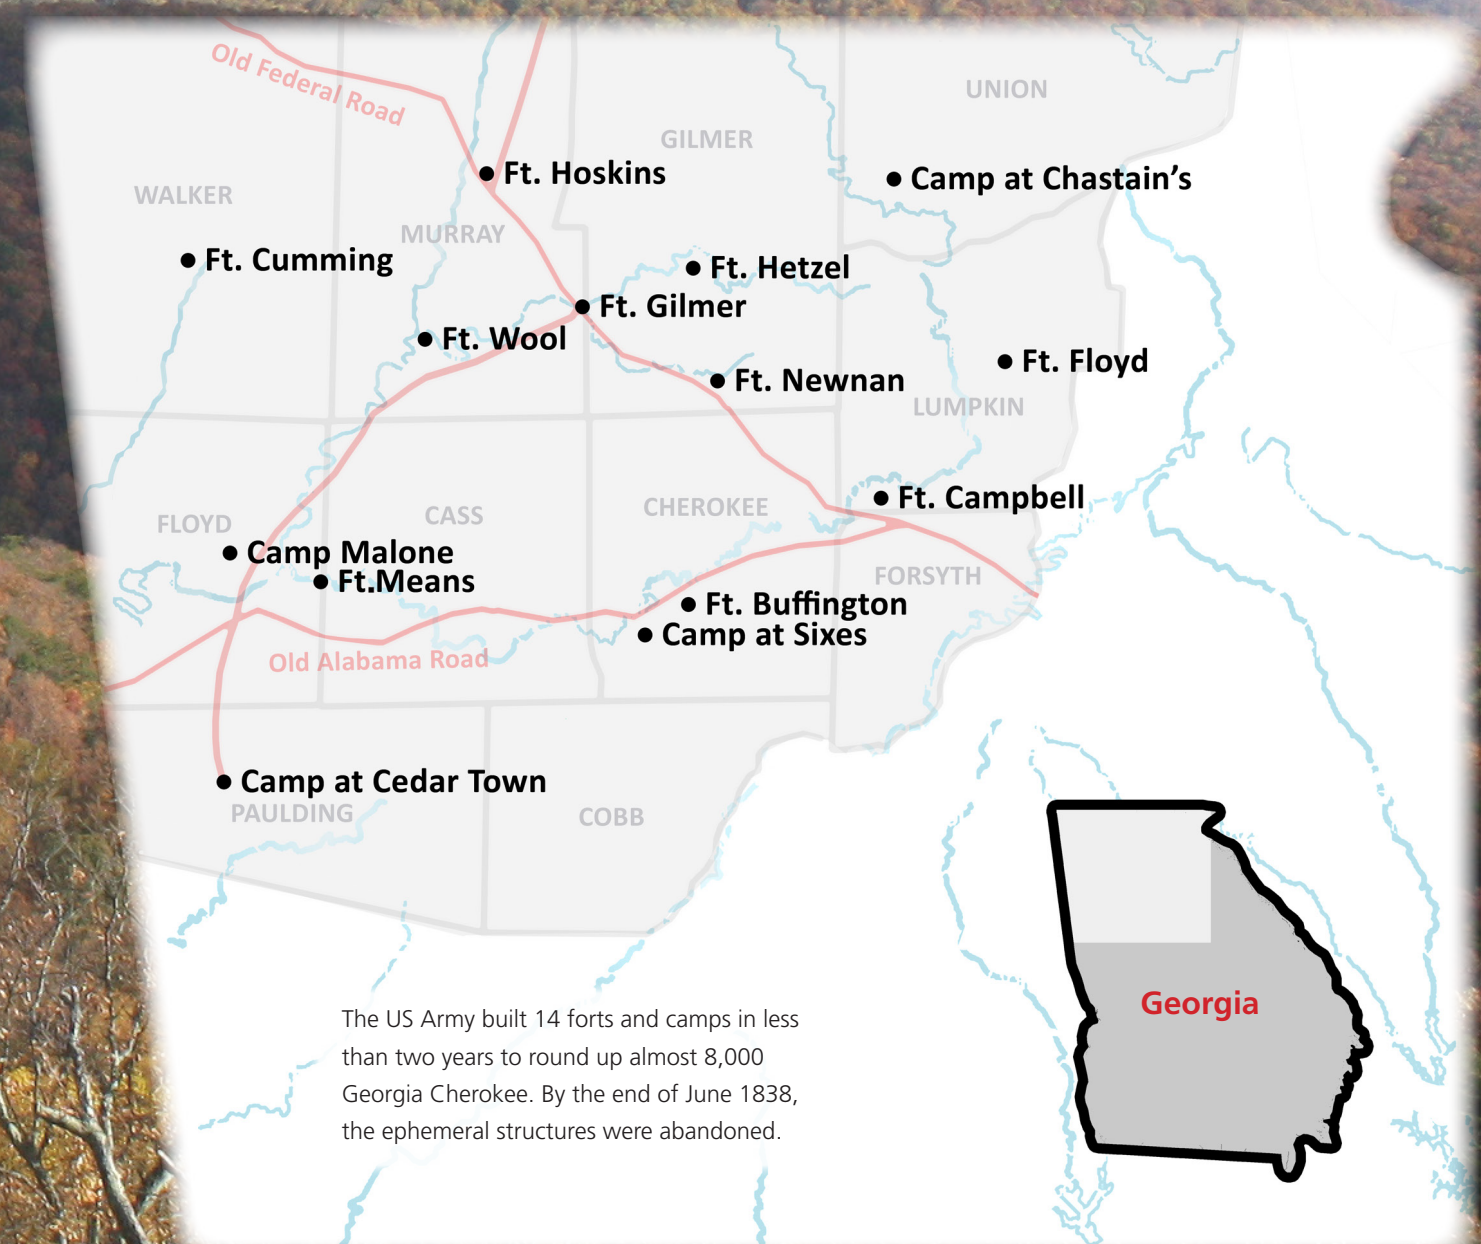 Old Federal Road
UNION
GILMER
Ft. Hoskins
Camp at Chastain’s
WALKER
MURRAY
Ft. Cumming
Ft. Hetzel
Ft. Gilmer
Ft. Wool
Ft. Floyd
Ft. Newnan
LUMPKIN
Ft. Campbell
CHEROKEE
CASS
FLOYD
Camp Malone
Ft.Means
FORSYTH
Ft. Buffington
Camp at Sixes
Old Alabama Road
Camp at Cedar Town
PAULDING
COBB
Georgia
The US Army built 14 forts and camps in less
than two years to round up almost 8,000
Georgia Cherokee. By the end of June 1838,
the ephemeral structures were abandoned.